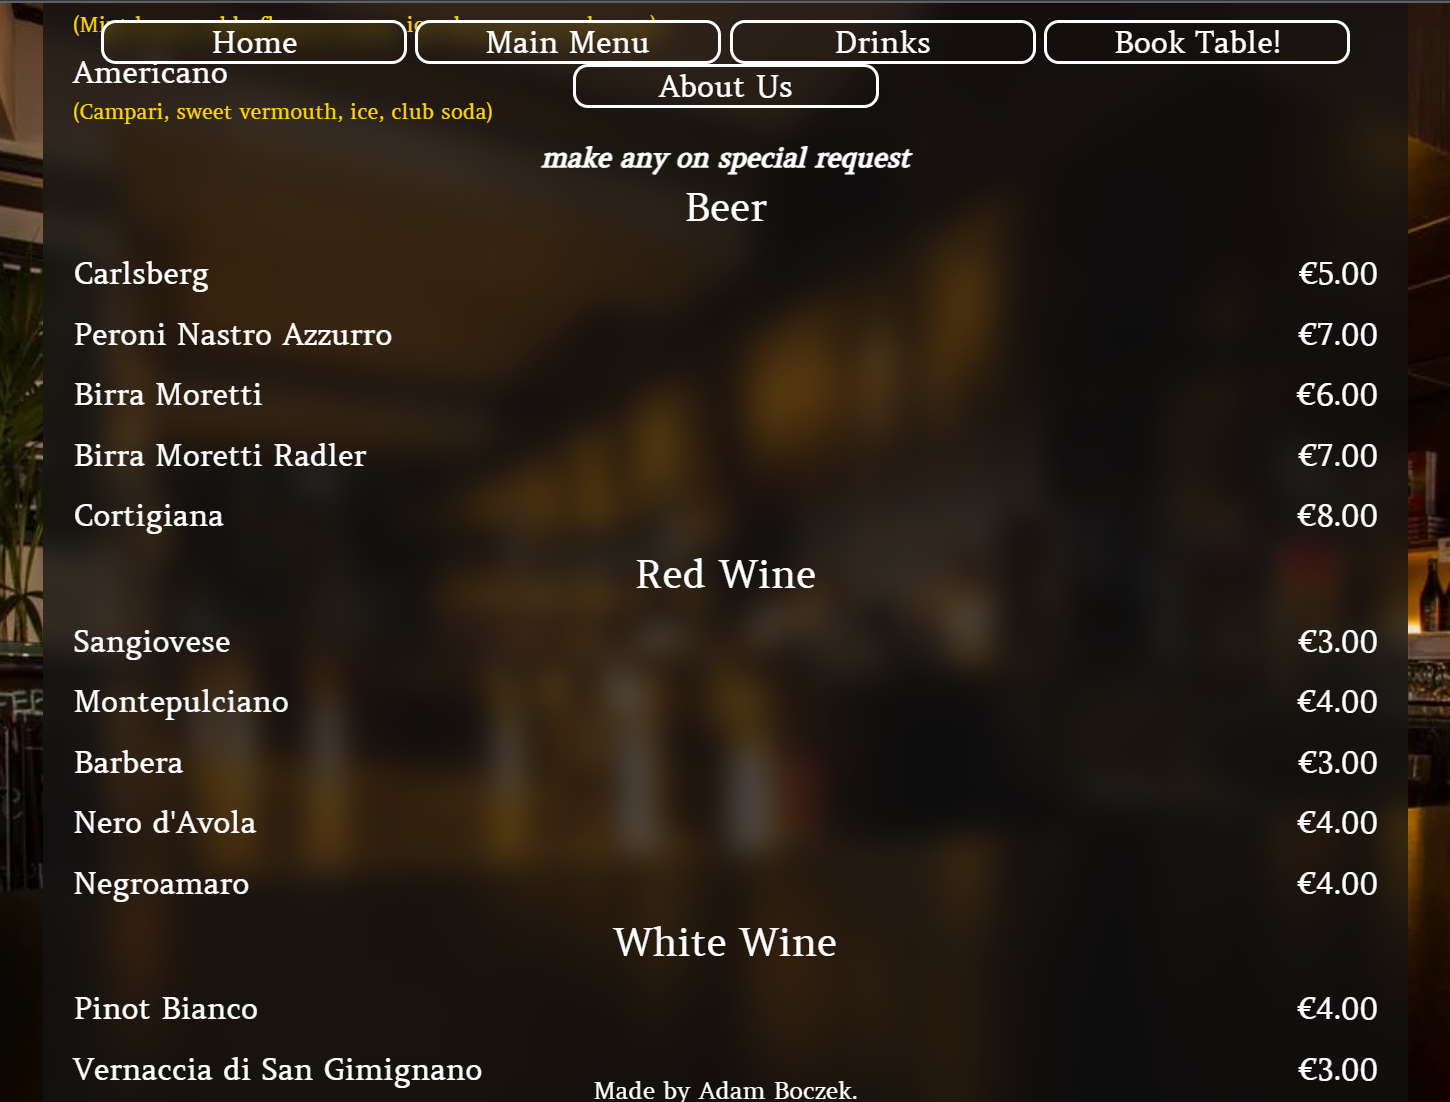 Home Main Menu Drinks Book Table!
Americano About Us
(Campari, sweet vermouth, ice, club soda)
make any on special request
Beer
Carlsberg €5.00
Peroni Nastro Azzurro €7.00
Birra Moretti €6.00
Birra Moretti Radler €7.00
Cortigiana €8.00
Red Wine
Sangiovese €3.00
Montepulciano €4.00
Barbera €3.00
Nero d'Avola €4.00
Negroamaro €4.00
White Wine
Pinot Bianco €4.00
Vernaccia di San Gimignano €3.00
Made by Adam Boczek.